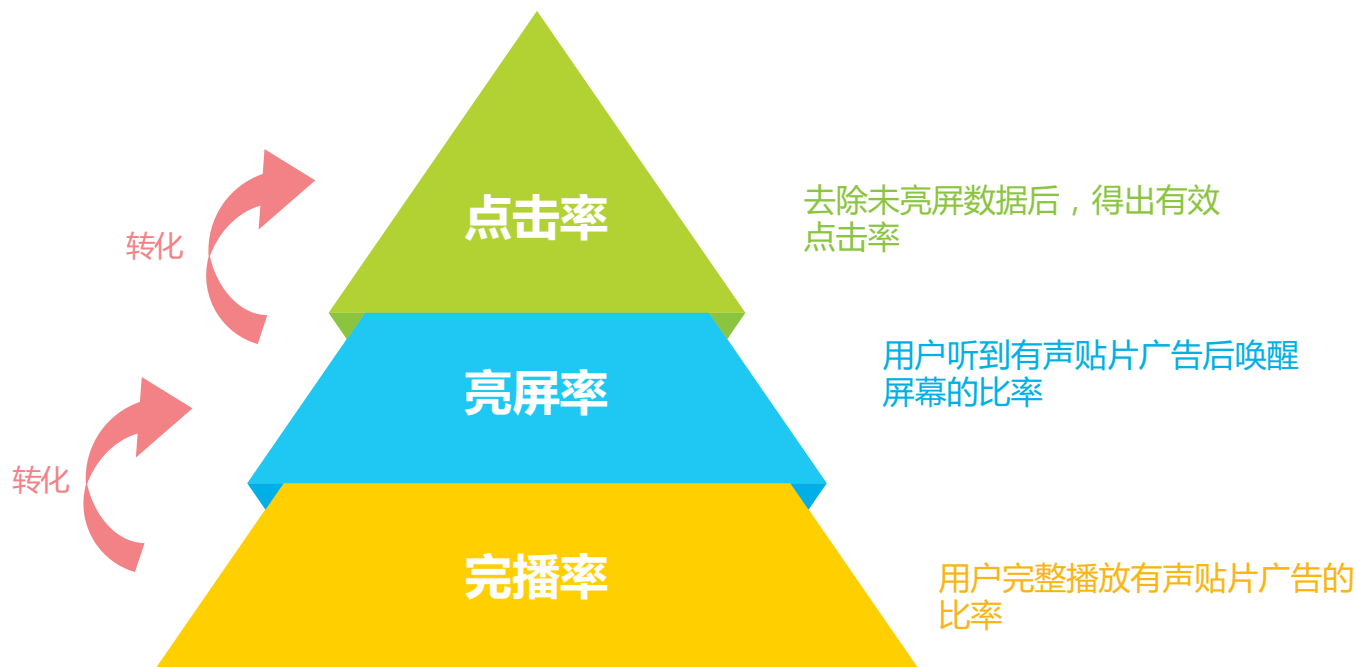 点击率
去除未亮屏数据后，得出有效
点击率
转化
亮屏率
用户听到有声贴片广告后唤醒
屏幕的比率
转化
完播率
用户完整播放有声贴片广告的
比率